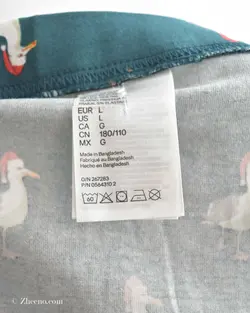 EUR L
US L
CA G
CN 180/110
MX G
Made in Bangladesh
Fabriqué au Bangladesh
Hecho en Bangladesh
O/N 267283
P/N 0564310 2
60
© Zheeno.com